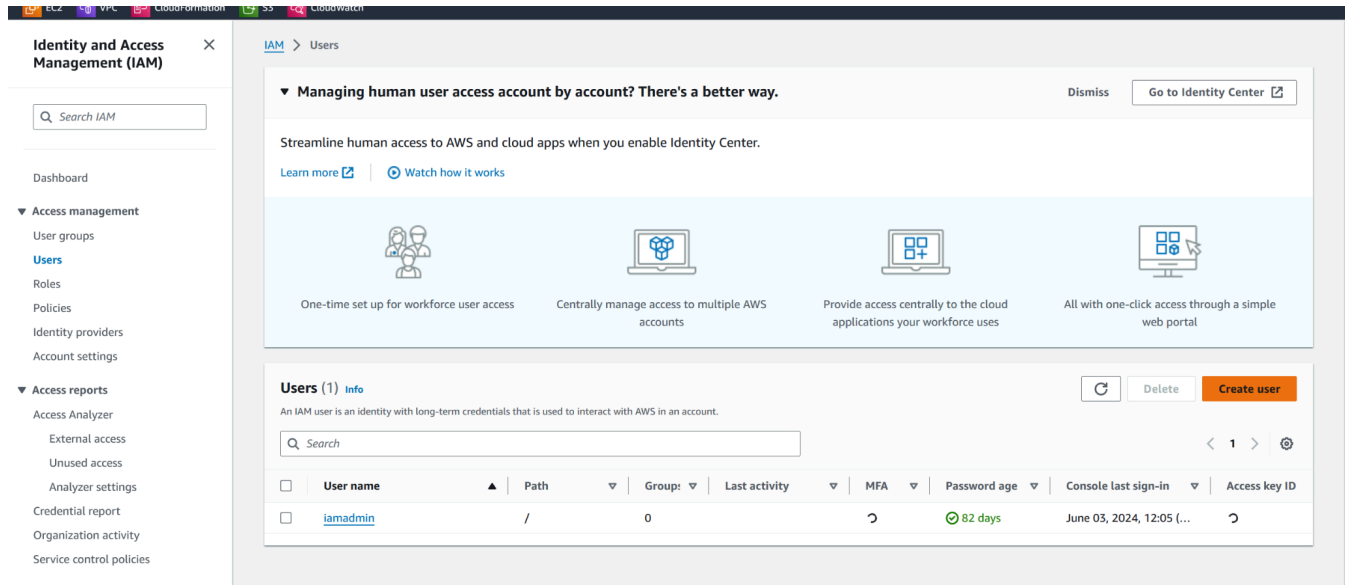 EC2 VPC CloudFormation S3 CloudWatch
Identity and Access Management (IAM)
Search IAM
Dashboard
Access management
User groups
Users
Roles
Policies
Identity providers
Account settings
Access reports
Access Analyzer
External access
Unused access
Analyzer settings
Credential report
Organization activity
Service control policies
IAM > Users
Managing human user access account by account? There's a better way.
Dismiss
Go to Identity Center
Streamline human access to AWS and cloud apps when you enable Identity Center.
Learn more
Watch how it works
One-time set up for workforce user access
Centrally manage access to multiple AWS
accounts
Provide access centrally to the cloud
applications your workforce uses
All with one-click access through a simple
web portal
Users (1) Info
Delete
Create user
An IAM user is an identity with long-term credentials that is used to interact with AWS in an account.
Search
1
User name Path Groups Last activity MFA Password age Console last sign-in Access key ID
iamadmin / 0 82 days June 03, 2024, 12:05 (...